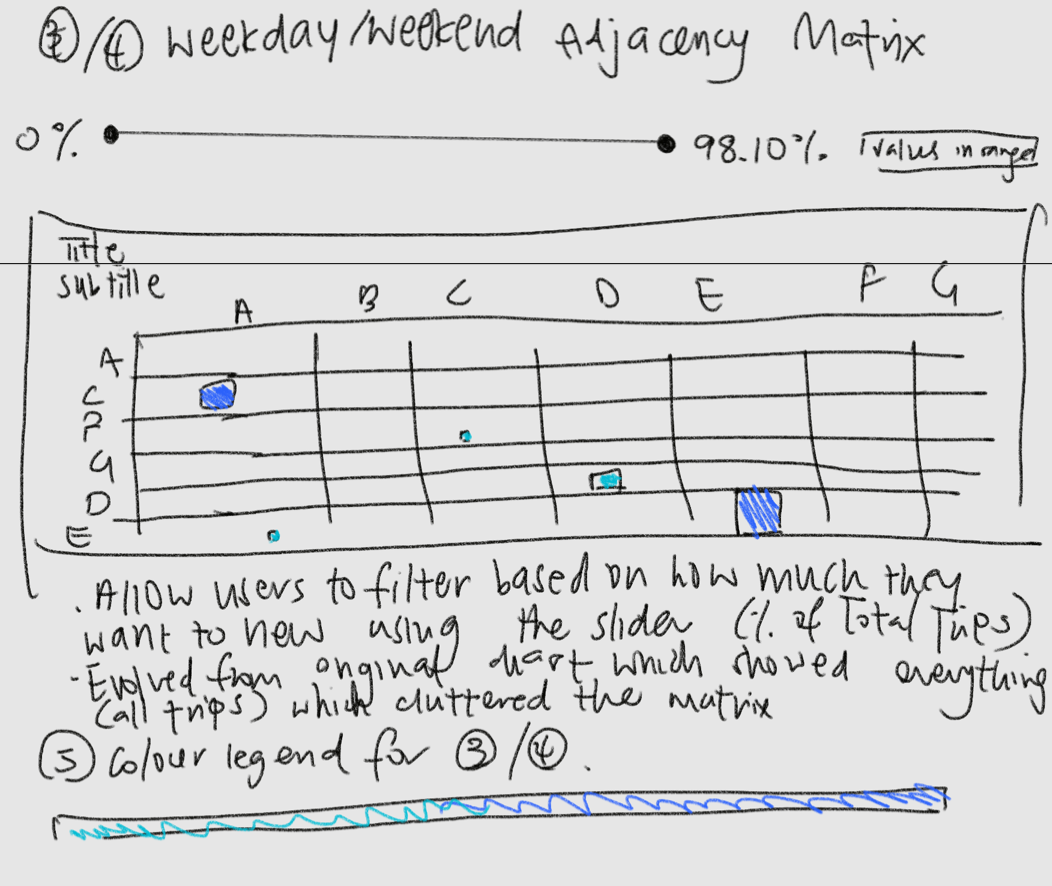 ③/④ Weekday/Weekend Adjacency Matrix
0% 98.10% values in range
Title
subtitle
A B C D E F G
A
C
F
G
D
E
. Allow users to filter based on how much they
want to new using the slider (% of Total Trips)
- Evolved from original chart which showed everything
(all trips) which cluttered the matrix
⑤ Colour legend for ③/④.